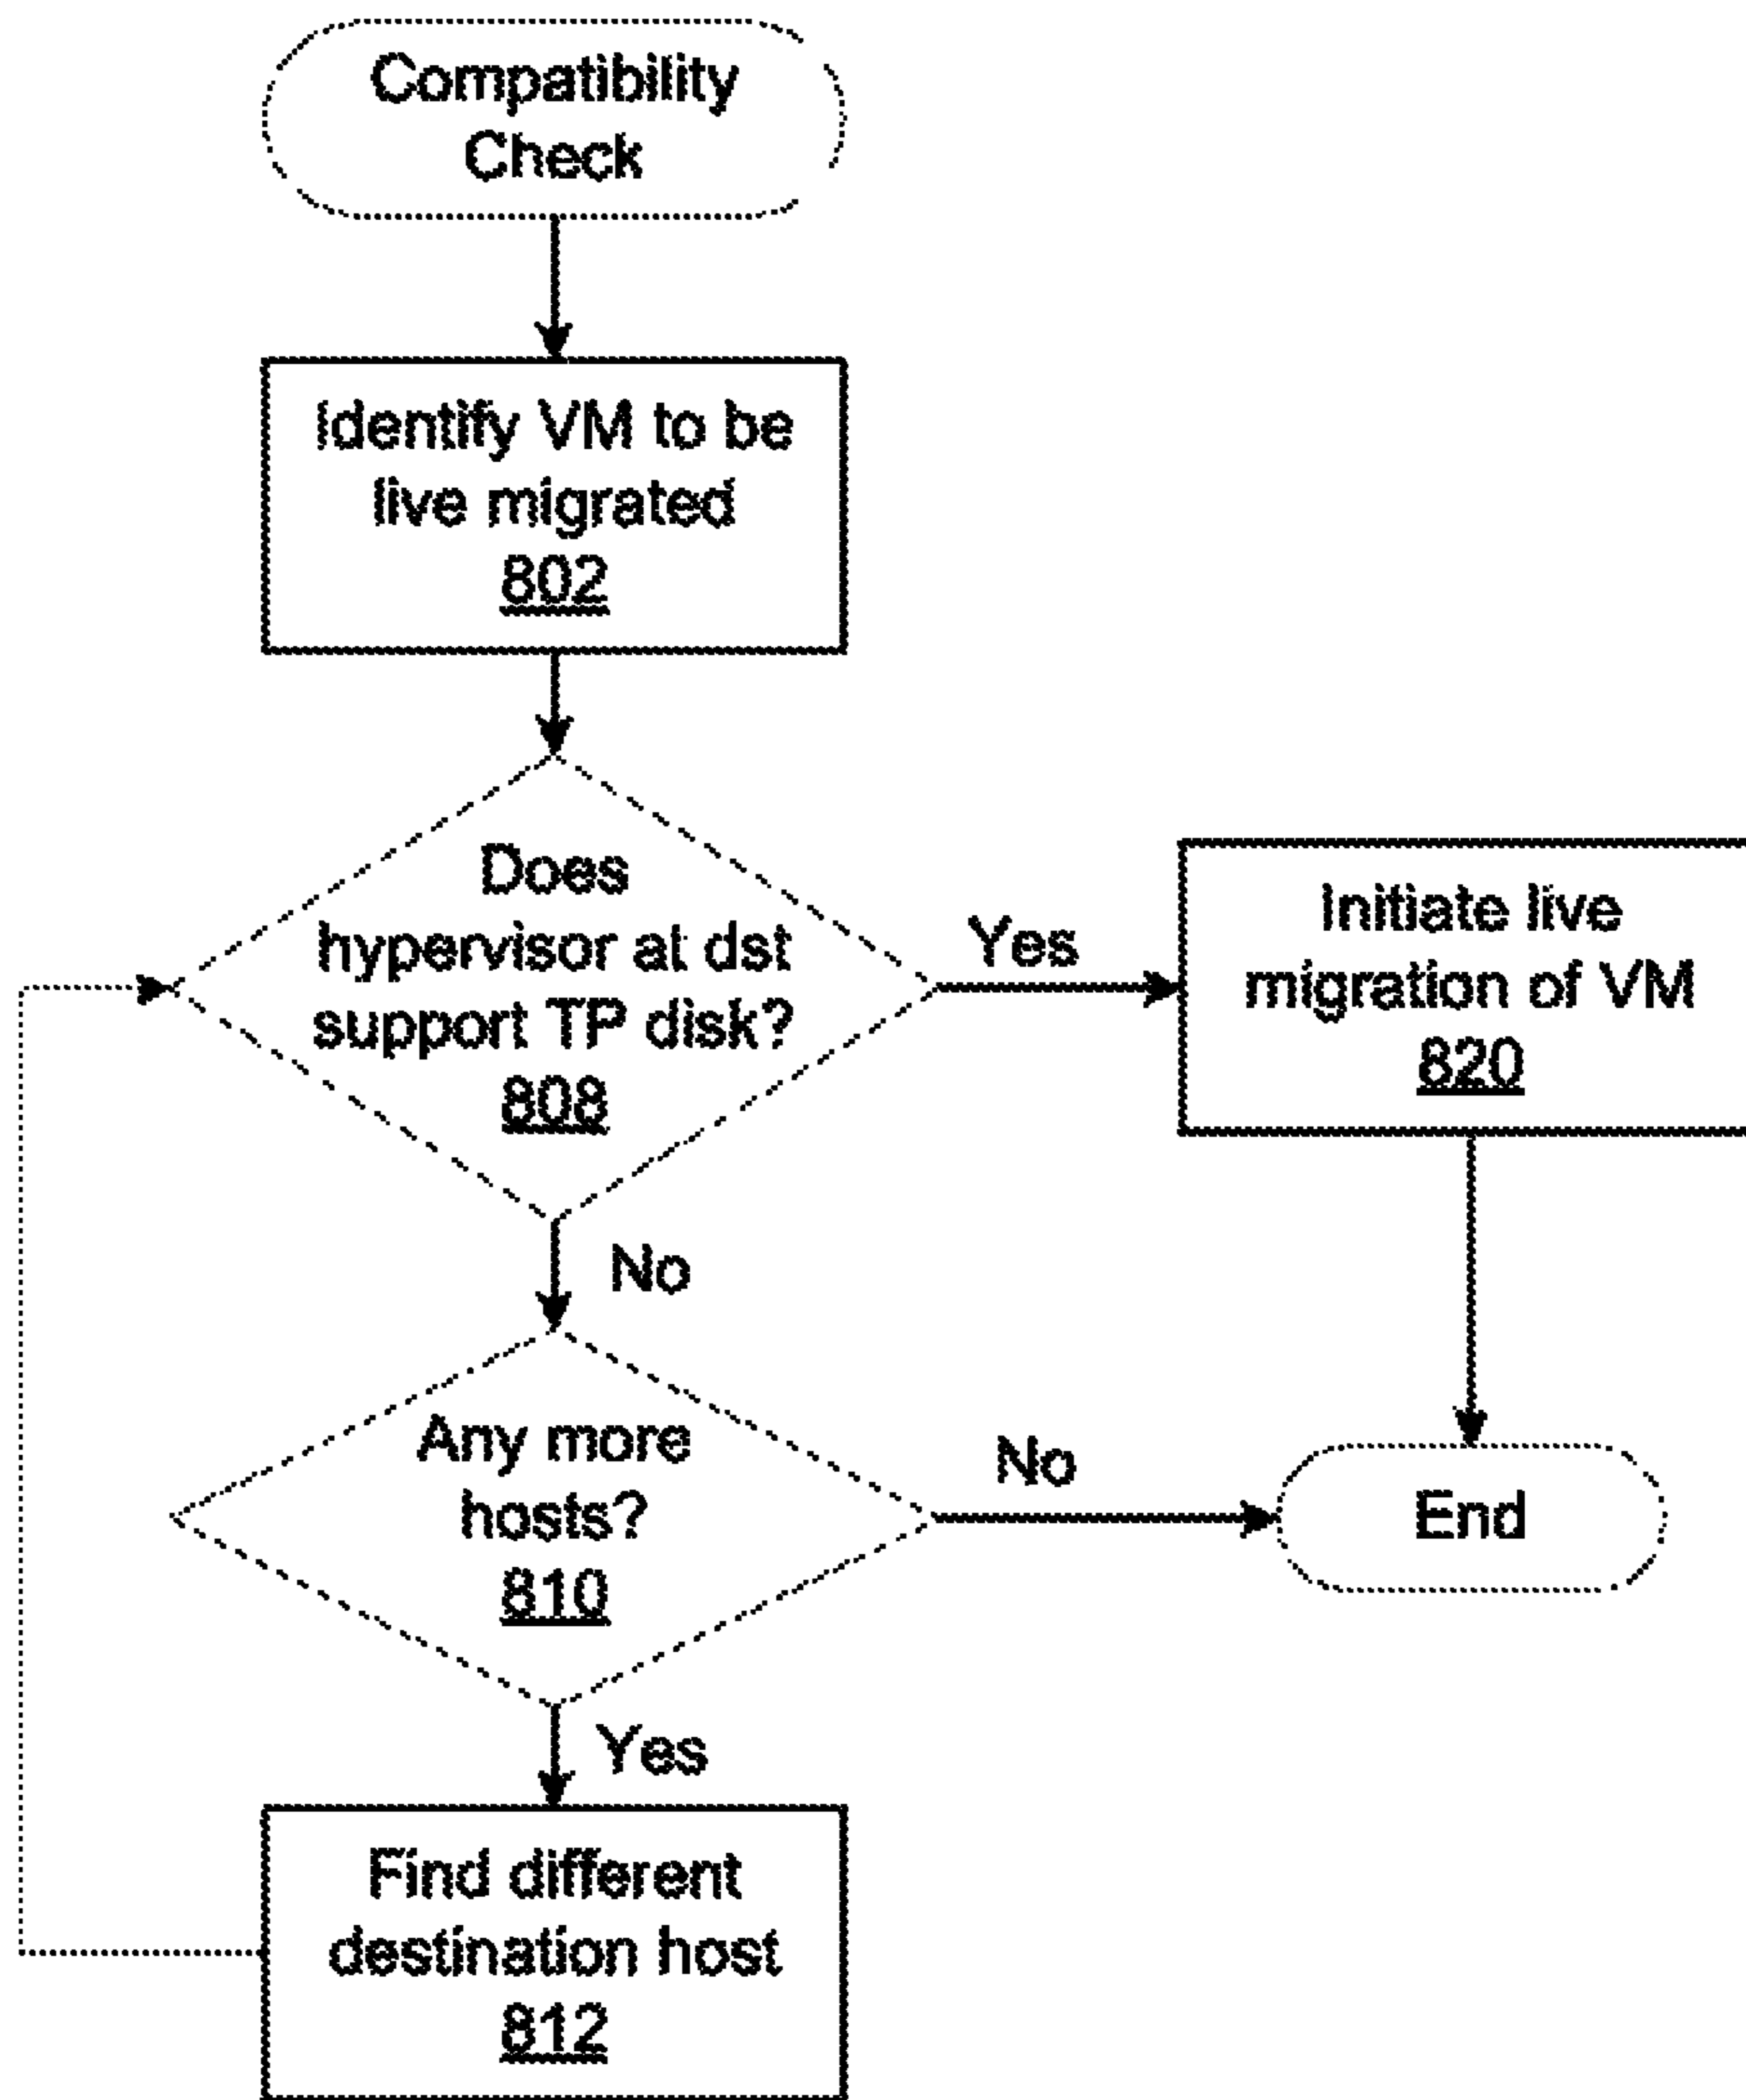 Compatibility
Check
Identify VM to be
live migrated
802
Does
hypervisor at dst
support TP disk?
808
Yes
Initiate live
migration of VM
820
No
Any more
hosts?
810
No
End
Yes
Find different
destination host
812